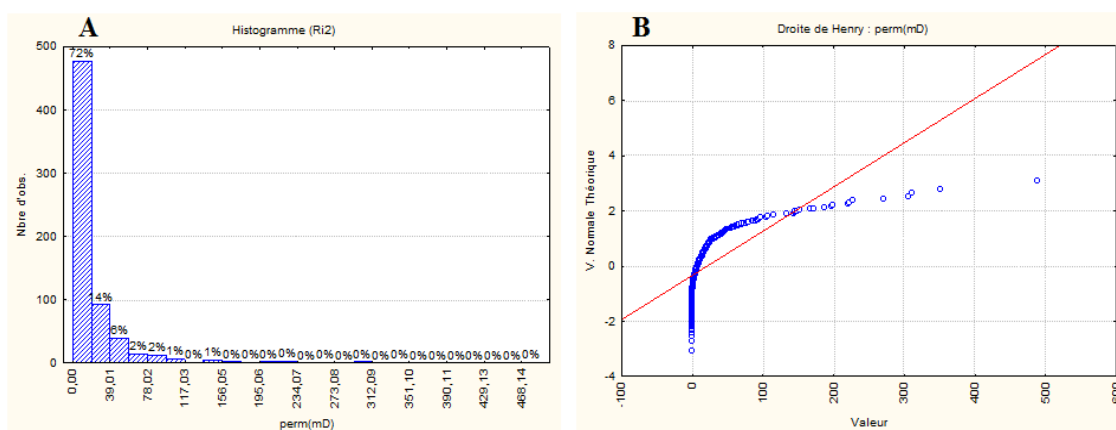 A
Histogramme (Ri2)
500
400
300
200
100
0
Nbre d'obs.
72%
14%
6%
2% 2% 1% 0% 1% 0% 0% 0% 0% 0% 0% 0% 0% 0% 0% 0% 0% 0% 0% 0% 0% 0%
0,00
39,01
78,02
117,03
156,05
195,06
234,07
273,08
312,09
351,10
390,11
429,13
468,14
perm(mD)
B
Droite de Henry : perm(mD)
8
6
4
2
0
-2
-4
V. Normale Théorique
-100 0 100 200 300 400 500 600
Valeur